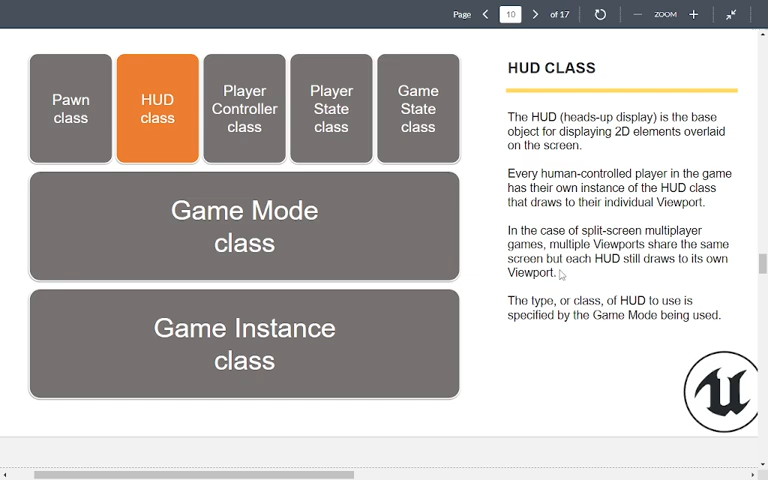 Page 10 of 17 ZOOM
Pawn
class
HUD
class
Player
Controller
class
Player
State
class
Game
State
class
Game Mode
class
Game Instance
class
HUD CLASS
The HUD (heads-up display) is the base
object for displaying 2D elements overlaid
on the screen.
Every human-controlled player in the game
has their own instance of the HUD class
that draws to their individual Viewport.
In the case of split-screen multiplayer
games, multiple Viewports share the same
screen but each HUD still draws to its own
Viewport.
The type, or class, of HUD to use is
specified by the Game Mode being used.